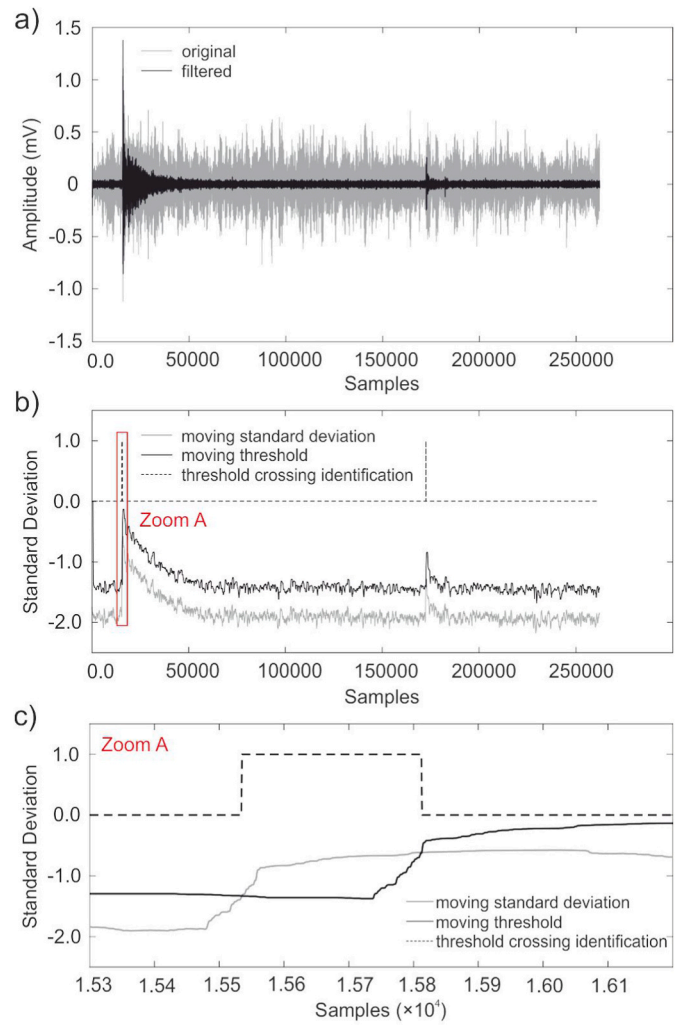 a)
1.5
original
filtered
1.0
0.5
0
-0.5
-1.0
-1.5
Amplitude (mV)
0.0 50000 100000 150000 200000 250000
Samples
b)
moving standard deviation
1.0
moving threshold
threshold crossing identification
0.0
Zoom A
-1.0
-2.0
Standard Deviation
0.0 50000 100000 150000 200000 250000
Samples
c)
Zoom A
1.0
0.0
-1.0
-2.0
Standard Deviation
moving standard deviation
moving threshold
threshold crossing identification
1.53 1.54 1.55 1.56 1.57 1.58 1.59 1.60 1.61
Samples (×10⁴)